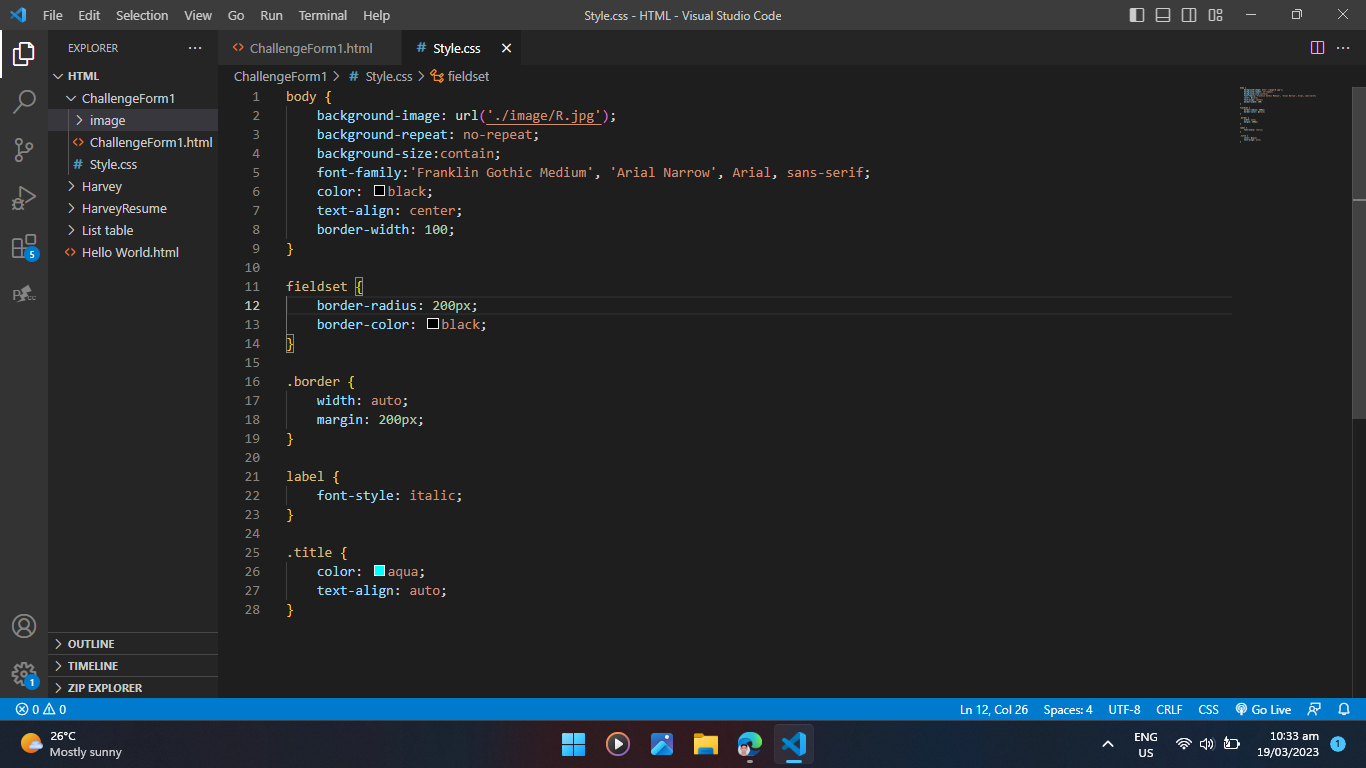 File Edit Selection View Go Run Terminal Help
Style.css - HTML - Visual Studio Code
EXPLORER
HTML
ChallengeForm1
image
ChallengeForm1.html
Style.css
Harvey
HarveyResume
List table
Hello World.html
OUTLINE
TIMELINE
ZIP EXPLORER
5
1
ChallengeForm1.html
# Style.css
ChallengeForm1 > # Style.css > fieldset
1 body {
2 background-image: url('./image/R.jpg');
3 background-repeat: no-repeat;
4 background-size:contain;
5 font-family:'Franklin Gothic Medium', 'Arial Narrow', Arial, sans-serif;
6 color: black;
7 text-align: center;
8 border-width: 100;
9 }
10
11 fieldset {
12 border-radius: 200px;
13 border-color: black;
14 }
15
16 .border {
17 width: auto;
18 margin: 200px;
19 }
20
21 label {
22 font-style: italic;
23 }
24
25 .title {
26 color: aqua;
27 text-align: auto;
28 }
0 0
Ln 12, Col 26 Spaces: 4 UTF-8 CRLF CSS Go Live
26°C
Mostly sunny
ENG
US
10:33 am
19/03/2023
1